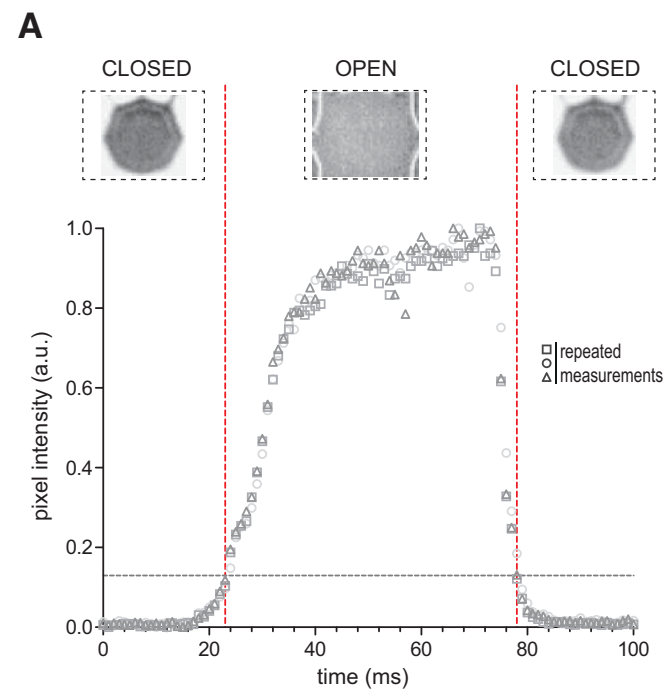 A
CLOSED OPEN CLOSED
1.0
0.8
0.6
0.4
0.2
0.0
pixel intensity (a.u.)
repeated
measurements
0 20 40 60 80 100
time (ms)